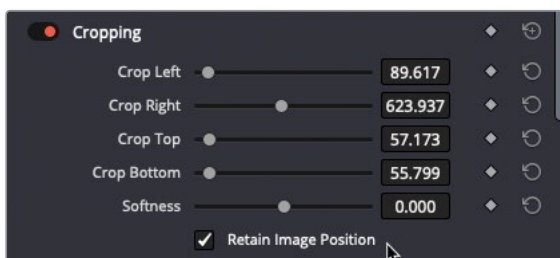 Cropping
Crop Left 89.617
Crop Right 623.937
Crop Top 57.173
Crop Bottom 55.799
Softness 0.000
Retain Image Position